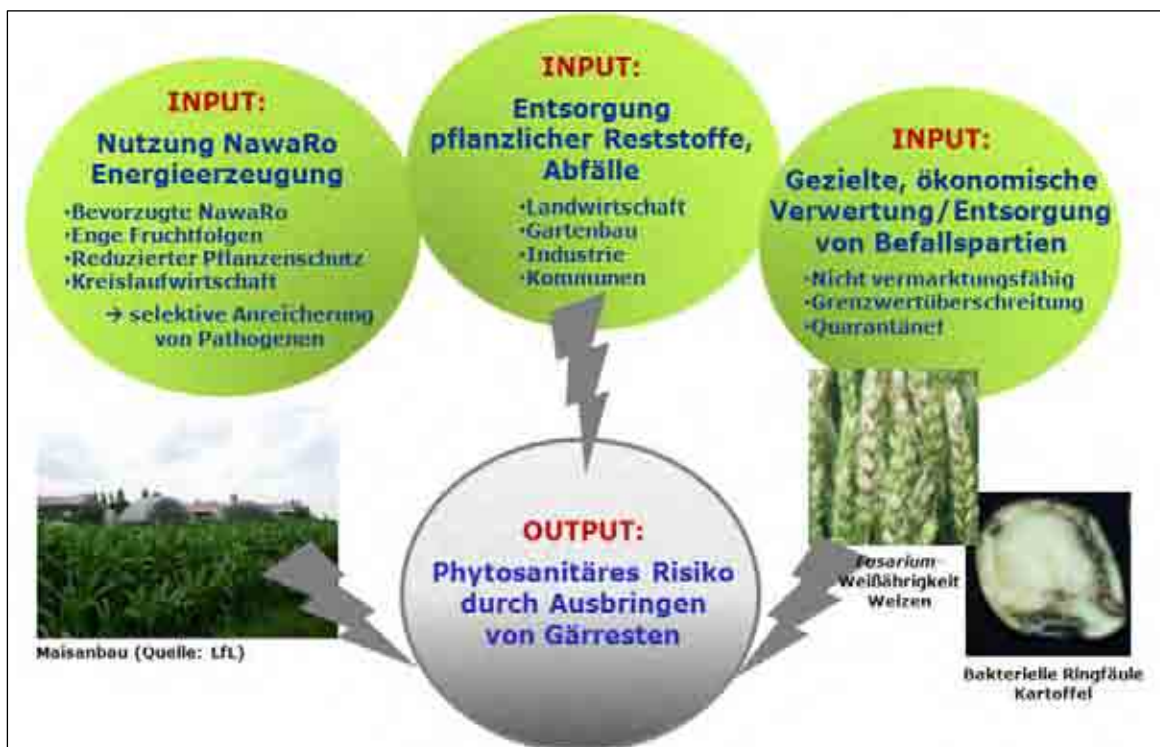 INPUT:
Nutzung NawaRo
Energieerzeugung
•Bevorzugte NawaRo
•Enge Fruchtfolgen
•Reduzierter Pflanzenschutz
•Kreislaufwirtschaft
→ selektive Anreicherung
von Pathogenen
INPUT:
Entsorgung
pflanzlicher Reststoffe,
Abfälle
•Landwirtschaft
•Gartenbau
•Industrie
•Kommunen
INPUT:
Gezielte, ökonomische
Verwertung/Entsorgung
von Befallspartien
•Nicht vermarktungsfähig
•Grenzwertüberschreitung
•Quarantäne!
OUTPUT:
Phytosanitäres Risiko
durch Ausbringen
von Gärresten
Maisanbau (Quelle: LfL)
Fusarium-
Weißährigkeit
Weizen
Bakterielle Ringfäule
Kartoffel